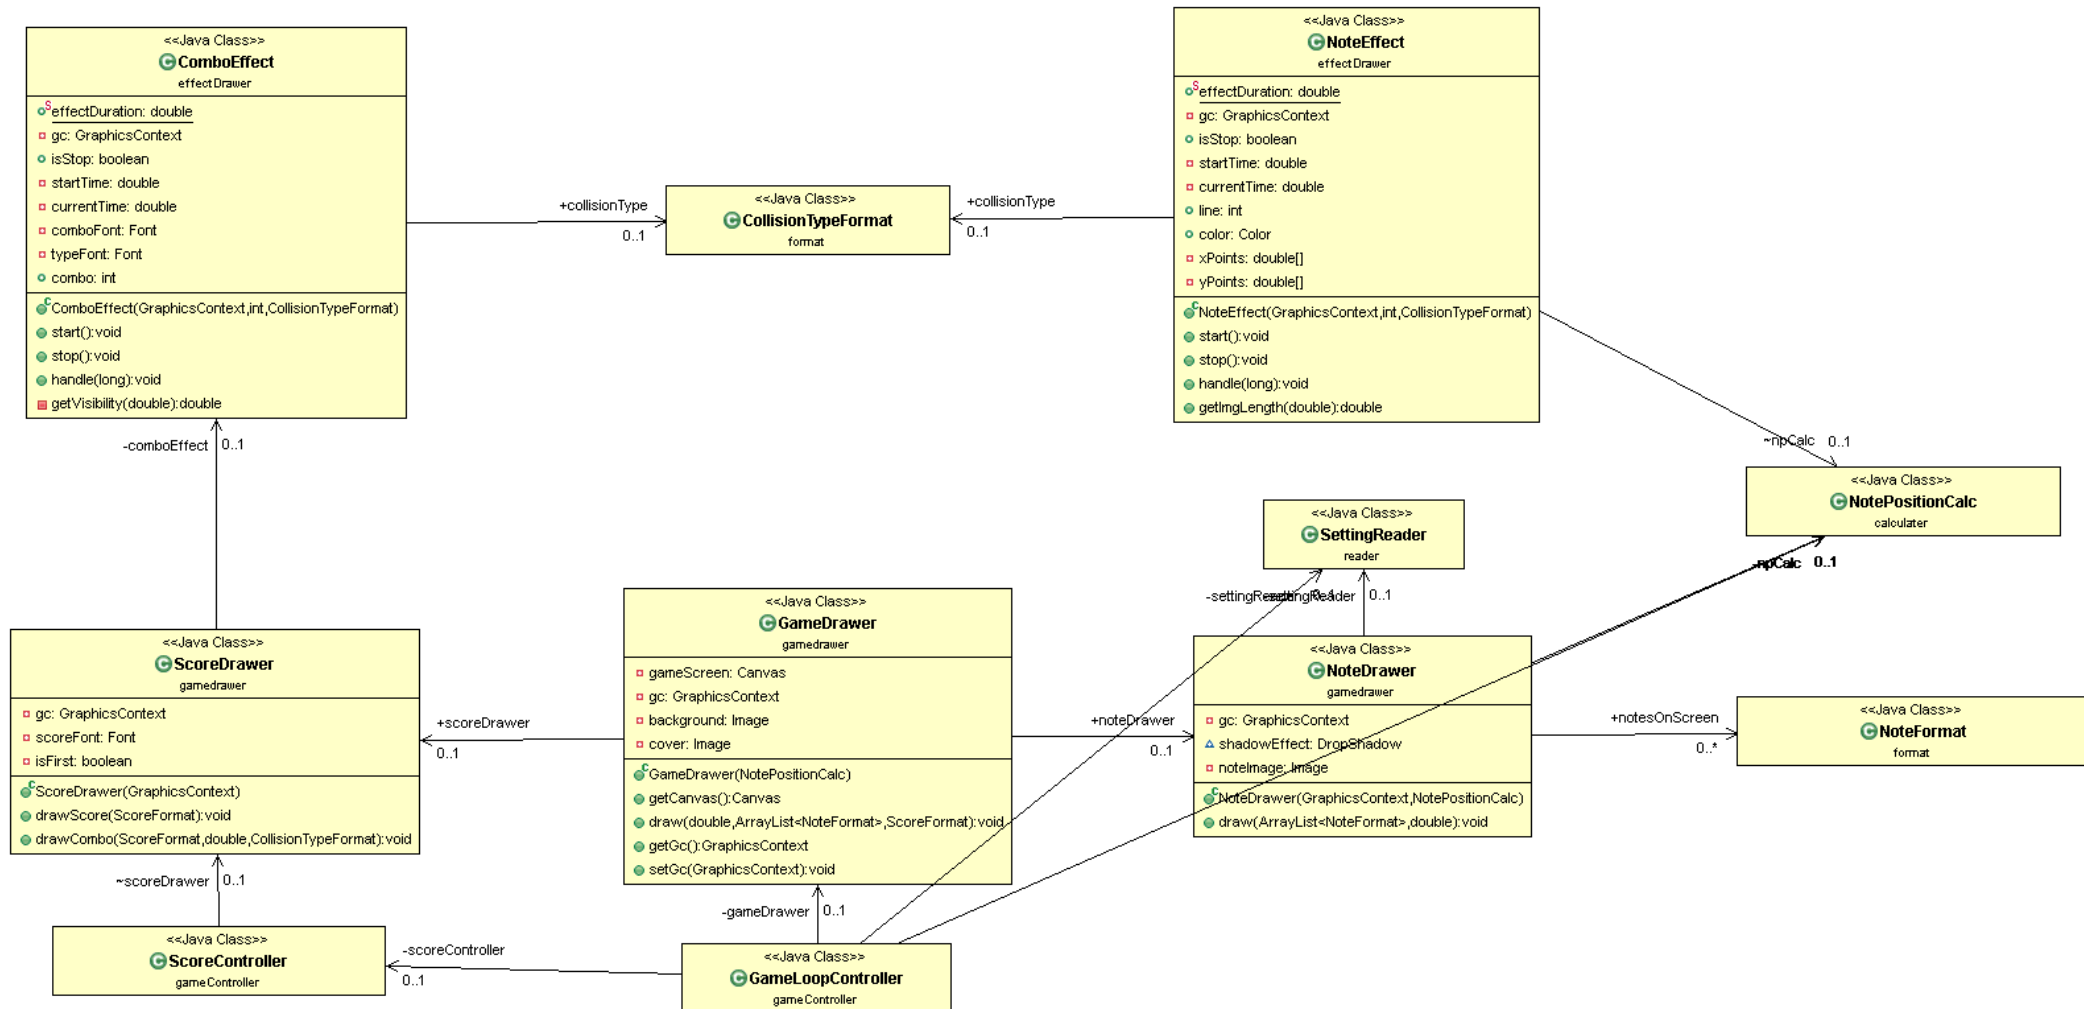 <<Java Class>>
ComboEffect
effectDrawer
effectDuration: double
gc: GraphicsContext
isStop: boolean
startTime: double
currentTime: double
comboFont: Font
typeFont: Font
combo: int
ComboEffect(GraphicsContext,int,CollisionTypeFormat)
start():void
stop():void
handle(long):void
getVisibility(double):double
<<Java Class>>
NoteEffect
effectDrawer
effectDuration: double
gc: GraphicsContext
isStop: boolean
startTime: double
currentTime: double
line: int
color: Color
xPoints: double[]
yPoints: double[]
NoteEffect(GraphicsContext,int,CollisionTypeFormat)
start():void
stop():void
handle(long):void
getImgLength(double):double
+collisionType
0..1
<<Java Class>>
CollisionTypeFormat
format
+collisionType
0..1
-comboEffect
0..1
~npCalc
0..1
<<Java Class>>
NotePositionCalc
calculater
-npCalc
0..1
<<Java Class>>
SettingReader
reader
-settingReader
0..1
-settingReader
0..1
<<Java Class>>
ScoreDrawer
gamedrawer
gc: GraphicsContext
scoreFont: Font
isFirst: boolean
ScoreDrawer(GraphicsContext)
drawScore(ScoreFormat):void
drawCombo(ScoreFormat,double,CollisionTypeFormat):void
+scoreDrawer
0..1
<<Java Class>>
GameDrawer
gamedrawer
gameScreen: Canvas
gc: GraphicsContext
background: Image
cover: Image
GameDrawer(NotePositionCalc)
getCanvas():Canvas
draw(double,ArrayList<NoteFormat>,ScoreFormat):void
getGc():GraphicsContext
setGc(GraphicsContext):void
+noteDrawer
0..1
<<Java Class>>
NoteDrawer
gamedrawer
gc: GraphicsContext
shadowEffect: DropShadow
noteImage: Image
NoteDrawer(GraphicsContext,NotePositionCalc)
draw(ArrayList<NoteFormat>,double):void
+notesOnScreen
0..*
<<Java Class>>
NoteFormat
format
~scoreDrawer
0..1
-gameDrawer
0..1
<<Java Class>>
ScoreController
gameController
-scoreController
0..1
<<Java Class>>
GameLoopController
gameController